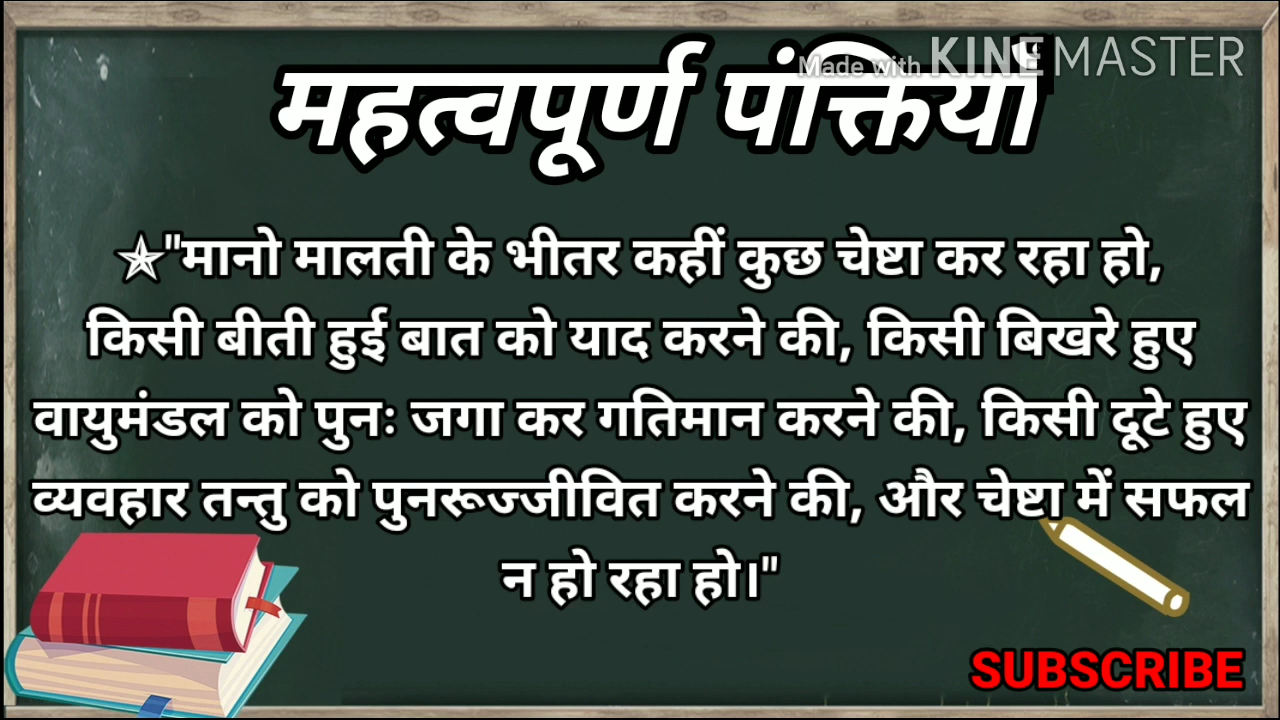 Made with KINEMASTER
महत्वपूर्ण पंक्तियां
✯"मानो मालती के भीतर कहीं कुछ चेष्टा कर रहा हो,
किसी बीती हुई बात को याद करने की, किसी बिखरे हुए
वायुमंडल को पुनः जगा कर गतिमान करने की, किसी दूटे हुए
व्यवहार तन्तु को पुनरूज्जीवित करने की, और चेष्टा में सफल
न हो रहा हो।"
SUBSCRIBE